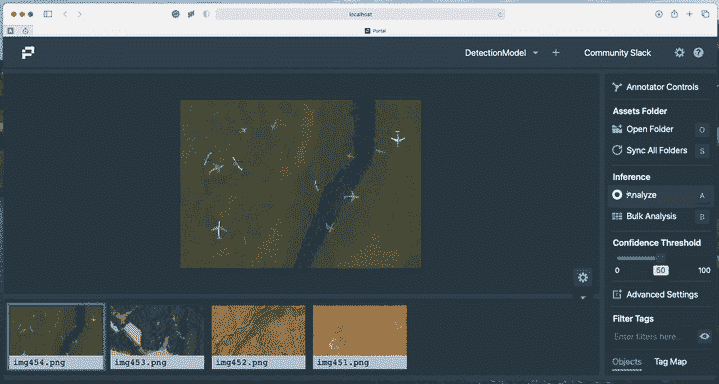 localhost
Portal
DetectionModel
Community Slack
Annotator Controls
Assets Folder
Open Folder O
Sync All Folders S
Inference
Analyze A
Bulk Analysis B
Confidence Threshold
0 60 100
Advanced Settings
Filter Tags
Enter filters here...
Objects Tag Map
img454.png img453.png img452.png img451.png